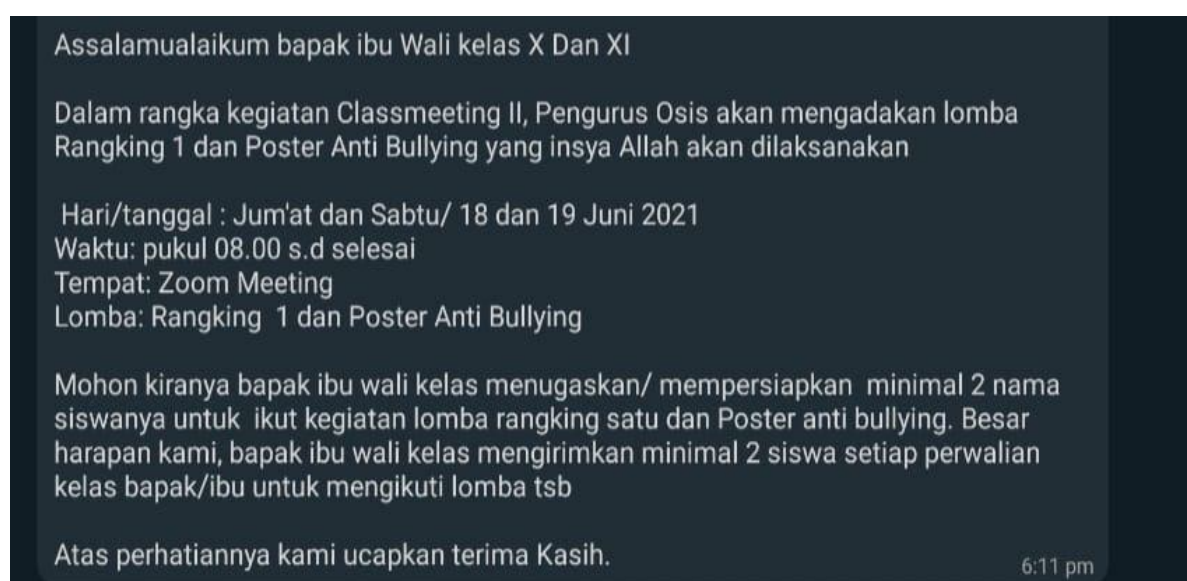 Assalamualaikum bapak ibu Wali kelas X Dan XI
Dalam rangka kegiatan Classmeeting II, Pengurus Osis akan mengadakan lomba
Rangking 1 dan Poster Anti Bullying yang insya Allah akan dilaksanakan
Hari/tanggal : Jum'at dan Sabtu/ 18 dan 19 Juni 2021
Waktu: pukul 08.00 s.d selesai
Tempat: Zoom Meeting
Lomba: Rangking  1 dan Poster Anti Bullying
Mohon kiranya bapak ibu wali kelas menugaskan/ mempersiapkan  minimal 2 nama
siswanya untuk  ikut kegiatan lomba rangking satu dan Poster anti bullying. Besar
harapan kami, bapak ibu wali kelas mengirimkan minimal 2 siswa setiap perwalian
kelas bapak/ibu untuk mengikuti lomba tsb
Atas perhatiannya kami ucapkan terima Kasih.
6:11 pm